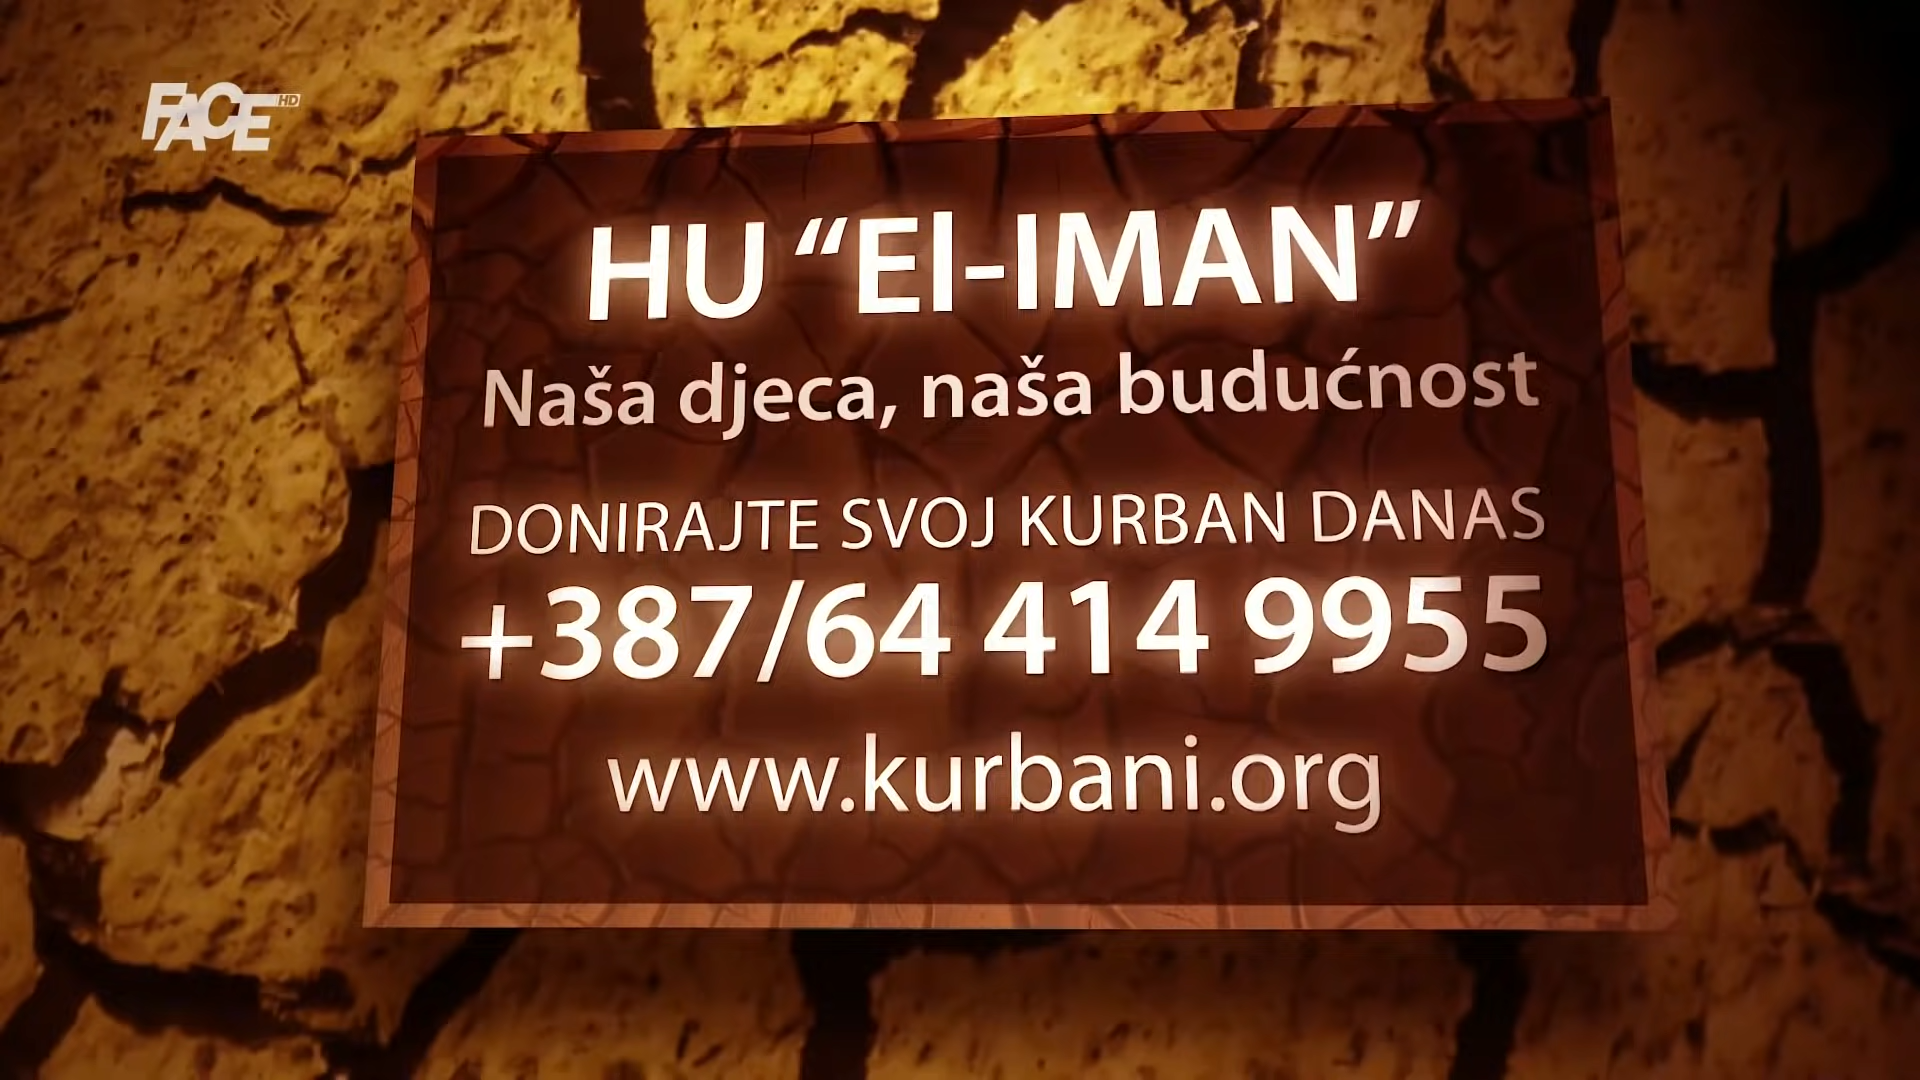 FACE HD
HU “El-IMAN”
Naša djeca, naša budućnost
DONIRAJTE SVOJ KURBAN DANAS
+387/64 414 9955
www.kurbani.org